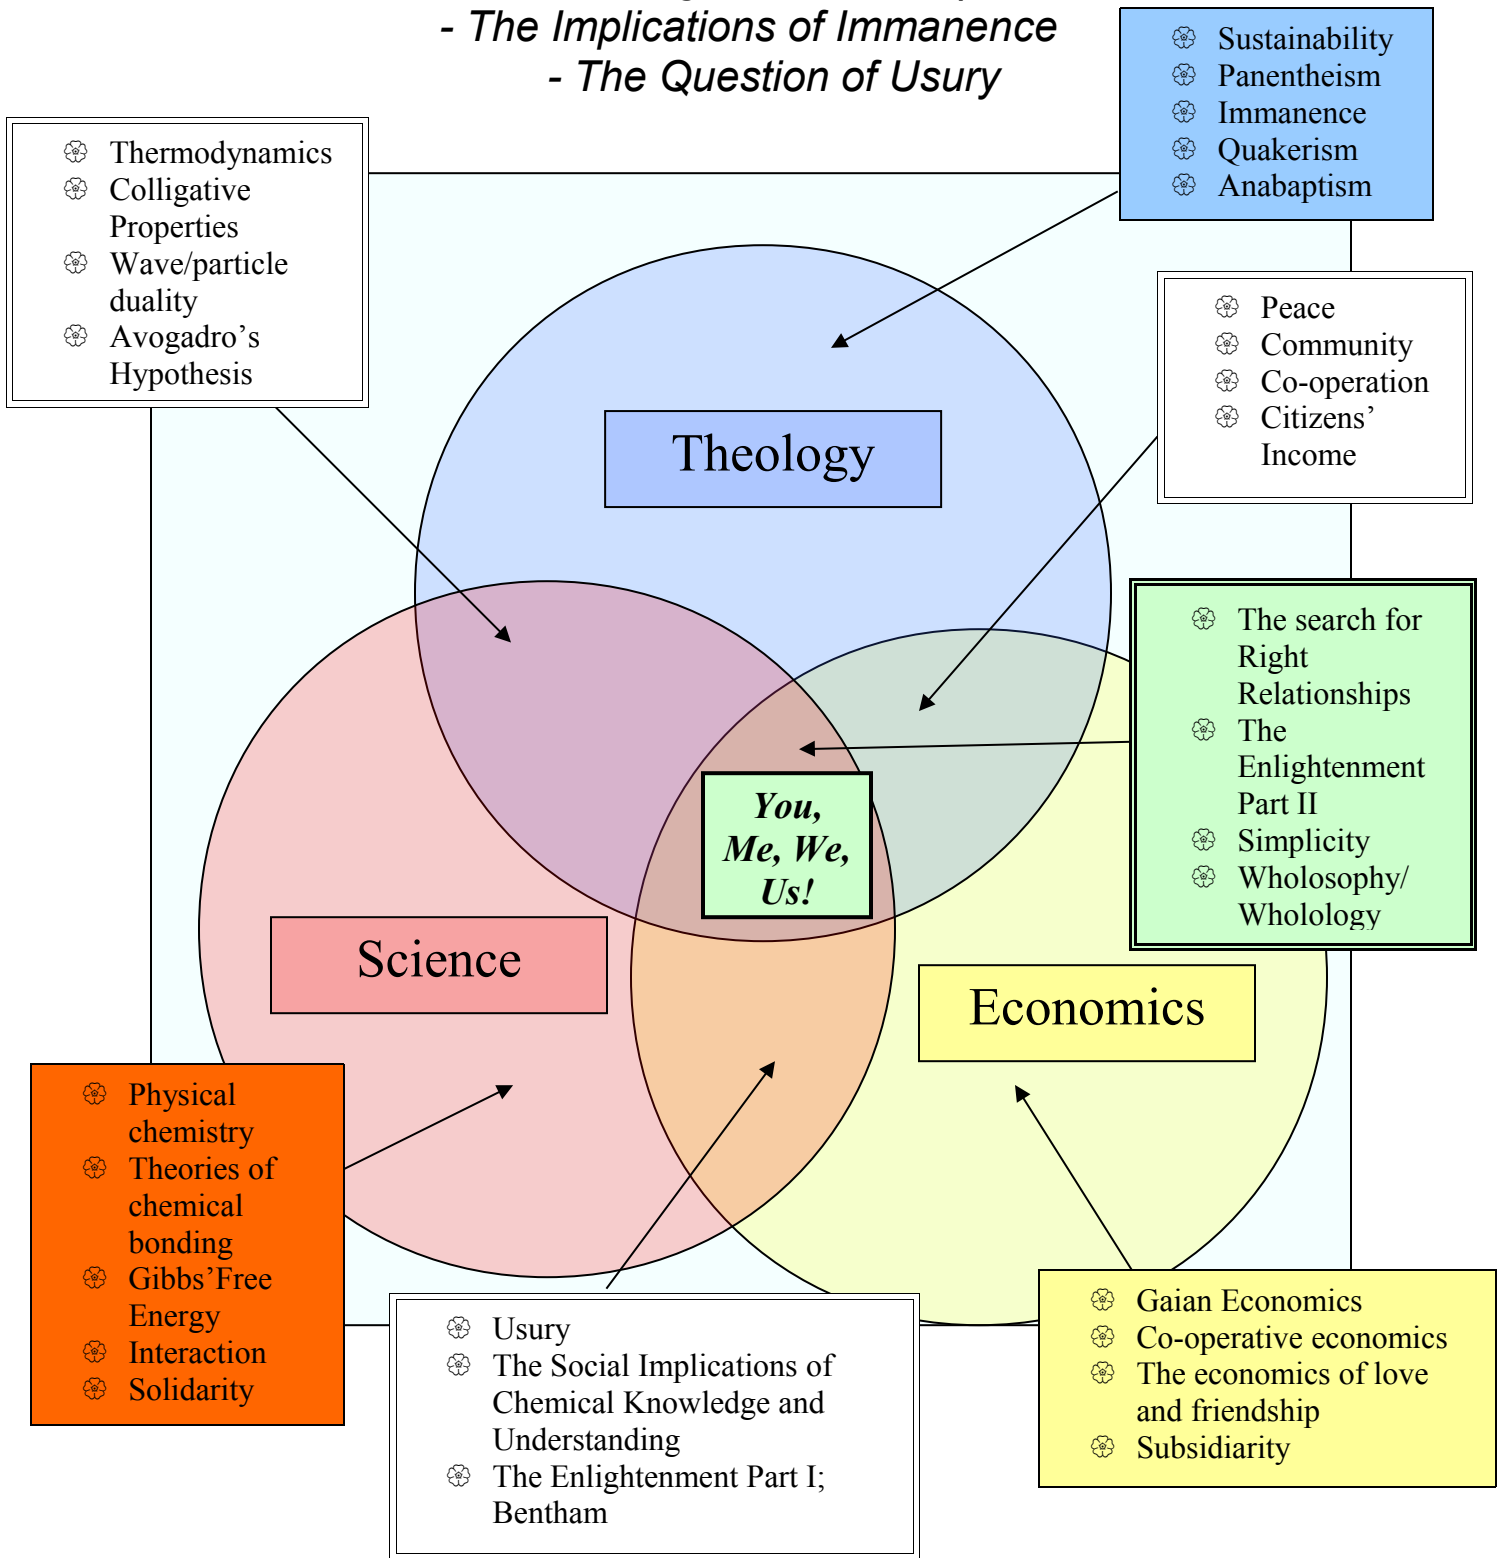 - The Implications of Immanence
- The Question of Usury
Sustainability
Panentheism
Immanence
Quakerism
Anabaptism
Thermodynamics
Colligative
Properties
Wave/particle
duality
Avogadro’s
Hypothesis
Peace
Community
Co-operation
Citizens’
Income
Theology
The search for
Right
Relationships
The
Enlightenment
Part II
Simplicity
Wholosophy/
Wholology
You,
Me, We,
Us!
Science
Economics
Physical
chemistry
Theories of
chemical
bonding
Gibbs’Free
Energy
Interaction
Solidarity
Usury
The Social Implications of
Chemical Knowledge and
Understanding
The Enlightenment Part I;
Bentham
Gaian Economics
Co-operative economics
The economics of love
and friendship
Subsidiarity